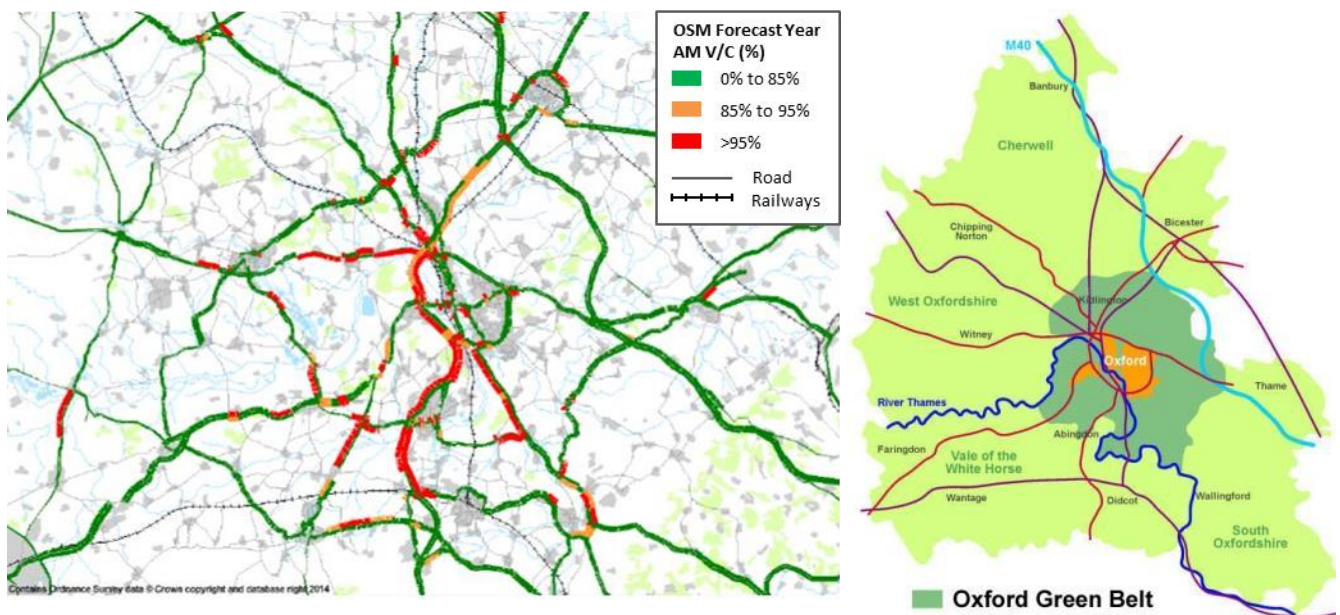 OSM Forecast Year
AM V/C (%)
0% to 85%
85% to 95%
>95%
Road
Railways
Contains Ordnance Survey data © Crown copyright and database right 2014
M40
Banbury
Cherwell
Bicester
Chipping
Norton
Kidlington
West Oxfordshire
Witney
Oxford
Thame
River Thames
Abingdon
Faringdon
Vale of the
White Horse
Wantage
Didcot
Wallingford
South
Oxfordshire
Oxford Green Belt